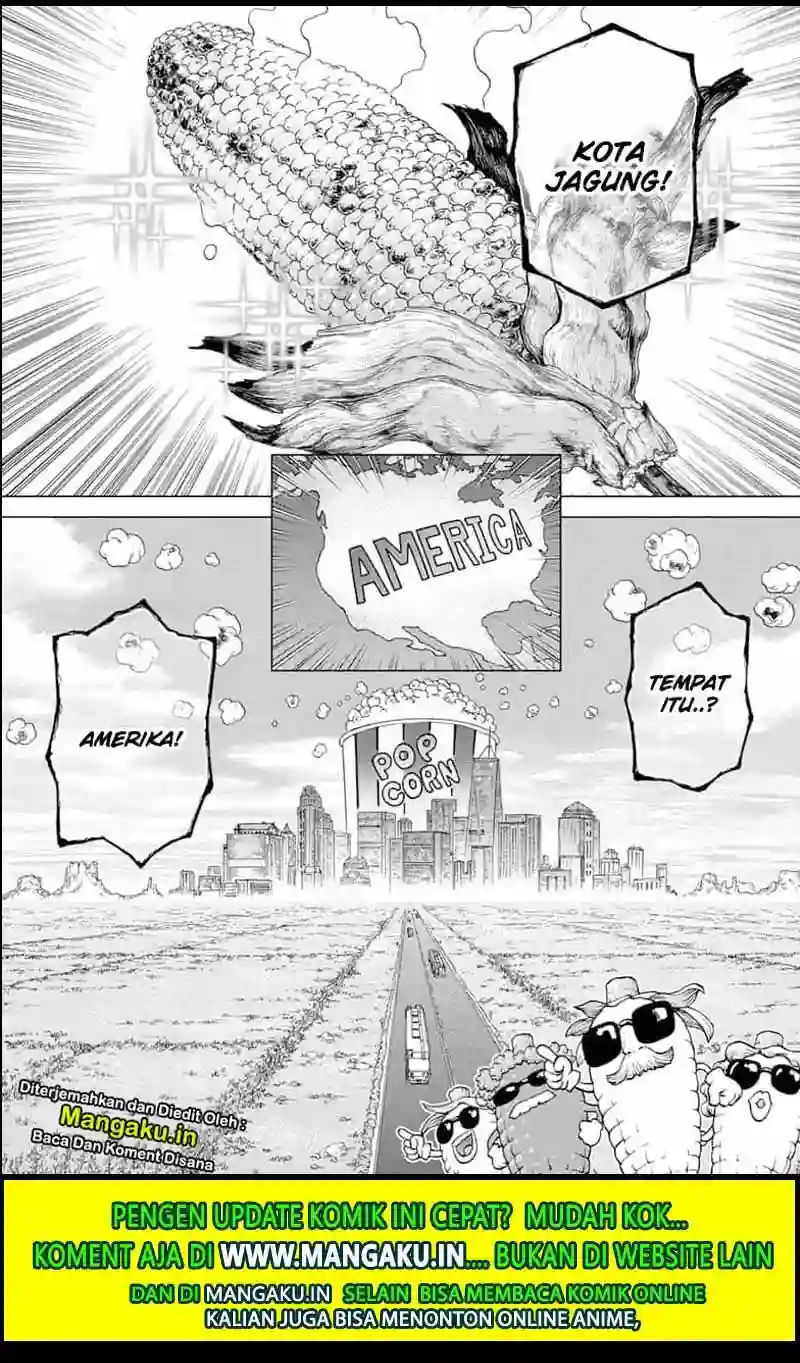 KOTA
JAGUNG!
AMERICA
TEMPAT
ITU..?
AMERIKA!
POP
CORN
Diterjemahkan dan Diedit Oleh :
Mangaku.in
Baca Dan Koment Disana
PENGEN UPDATE KOMIK INI CEPAT? MUDAH KOK...
KOMENT AJA DI WWW.MANGAKU.IN.... BUKAN DI WEBSITE LAIN
DAN DI MANGAKU.IN SELAIN BISA MEMBACA KOMIK ONLINE
KALIAN JUGA BISA MENONTON ONLINE ANIME,